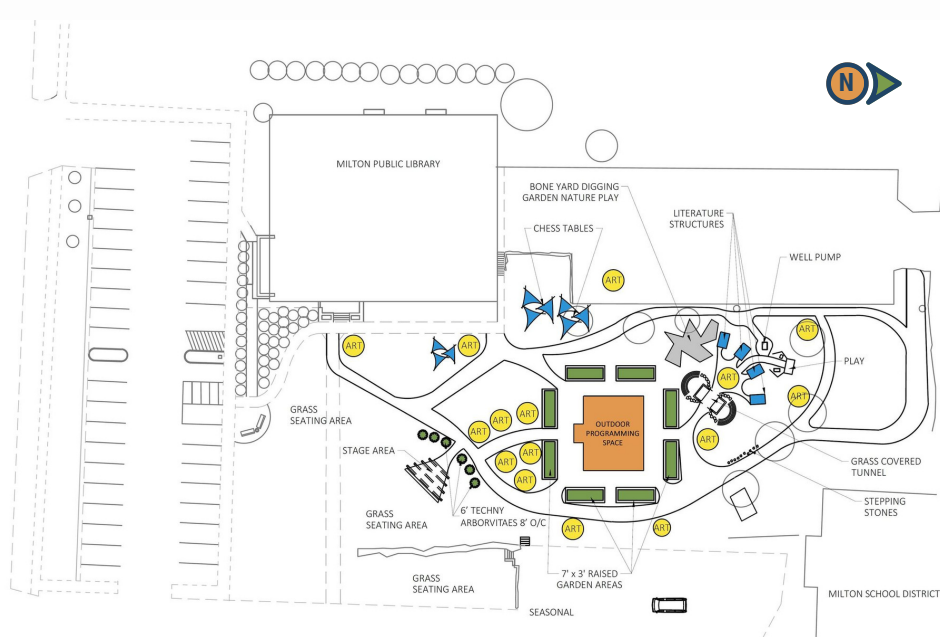 N
MILTON PUBLIC LIBRARY
BONE YARD DIGGING
GARDEN NATURE PLAY
LITERATURE
STRUCTURES
CHESS TABLES
WELL PUMP
ART
ART
ART
ART
PLAY
ART
ART
GRASS
SEATING AREA
ART
ART
ART
OUTDOOR
PROGRAMMING
SPACE
ART
STAGE AREA
ART
ART
ART
GRASS COVERED
TUNNEL
GRASS
SEATING AREA
6' TECHNY
ARBORVITAES 8' O/C
STEPPING
STONES
ART
ART
GRASS
SEATING AREA
7' x 3' RAISED
GARDEN AREAS
SEASONAL
MILTON SCHOOL DISTRICT